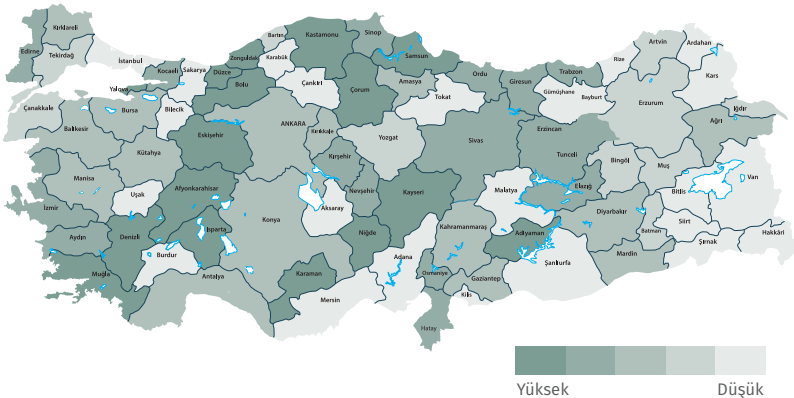 Kırklareli
Edirne
Tekirdağ
İstanbul
Kocaeli
Sakarya
Yalova
Düzce
Zonguldak
Bartın
Karabük
Kastamonu
Sinop
Samsun
Bolu
Çankırı
Çorum
Amasya
Tokat
Ordu
Giresun
Trabzon
Gümüşhane
Bayburt
Rize
Artvin
Ardahan
Kars
Iğdır
Ağrı
Erzurum
Çanakkale
Balıkesir
Bursa
Bilecik
Eskişehir
ANKARA
Kırıkkale
Yozgat
Sivas
Erzincan
Tunceli
Bingöl
Muş
Bitlis
Van
Kütahya
Manisa
Uşak
Afyonkarahisar
Kırşehir
Nevşehir
Kayseri
Malatya
Elazığ
Diyarbakır
Batman
Siirt
Hakkâri
Şırnak
İzmir
Aydın
Denizli
Isparta
Burdur
Konya
Aksaray
Niğde
Adana
Kahramanmaraş
Adıyaman
Şanlıurfa
Mardin
Muğla
Antalya
Karaman
Mersin
Osmaniye
Gaziantep
Kilis
Hatay
Yüksek
Düşük